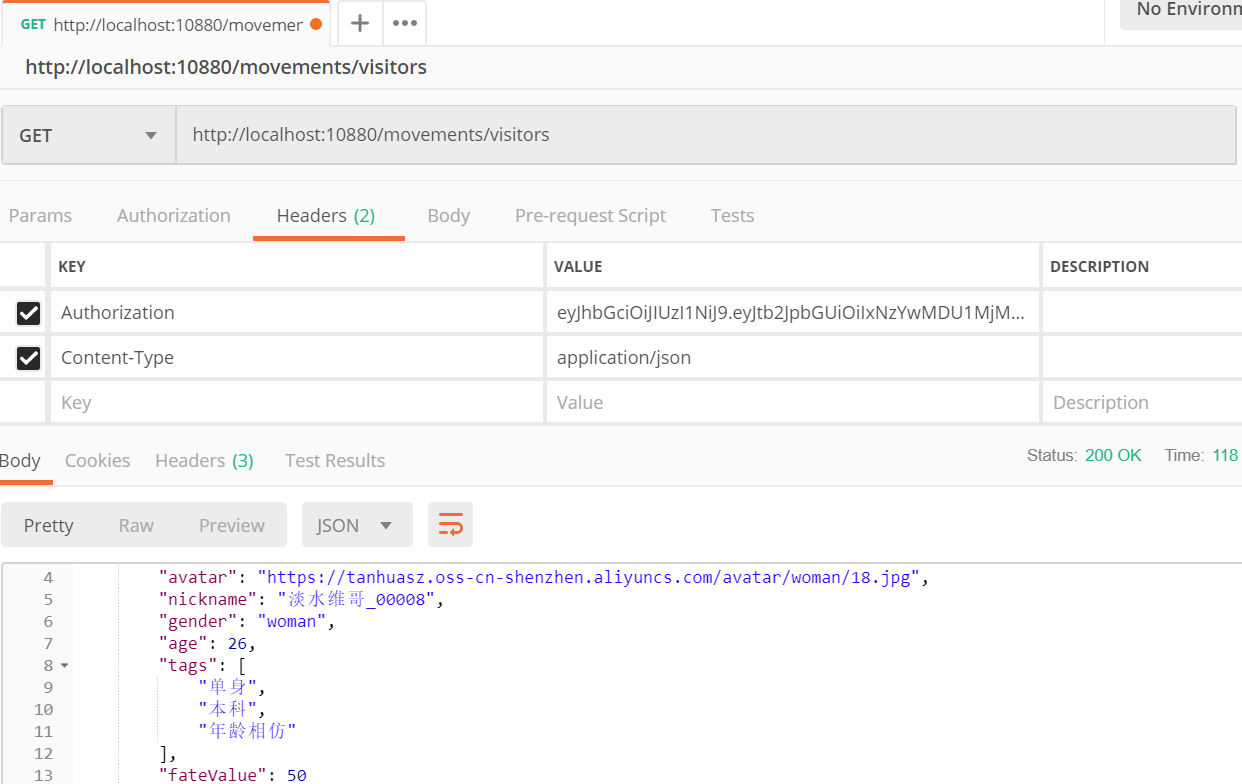 GET http://localhost:10880/movemen
No Environm
http://localhost:10880/movements/visitors
GET http://localhost:10880/movements/visitors
Params Authorization Headers (2) Body Pre-request Script Tests
KEY VALUE DESCRIPTION
Authorization eyJhbGciOiJIUzI1NiJ9.eyJtb2JpbGUiOiIxNzYwMDU1MjM...
Content-Type application/json
Key Value Description
Body Cookies Headers (3) Test Results Status: 200 OK Time: 118
Pretty Raw Preview JSON
4 "avatar": "https://tanhuasz.oss-cn-shenzhen.aliyuncs.com/avatar/woman/18.jpg",
5 "nickname": "淡水维哥_00008",
6 "gender": "woman",
7 "age": 26,
8 "tags": [
9 "单身",
10 "本科",
11 "年龄相仿"
12 ],
13 "fateValue": 50